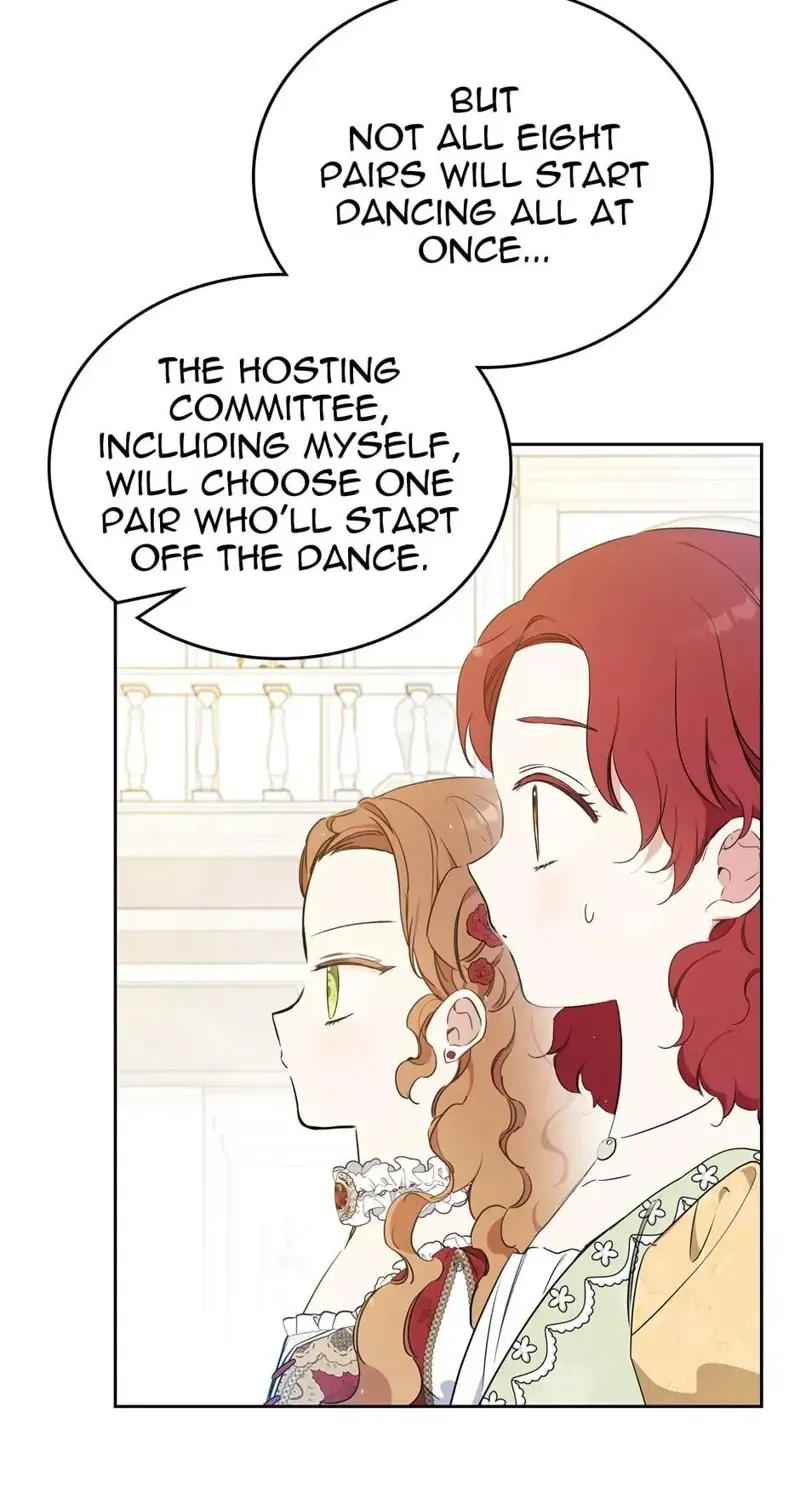 BUT
NOT ALL EIGHT
PAIRS WILL START
DANCING ALL AT
ONCE...
THE HOSTING
COMMITTEE,
INCLUDING MYSELF,
WILL CHOOSE ONE
PAIR WHO'LL START
OFF THE DANCE.